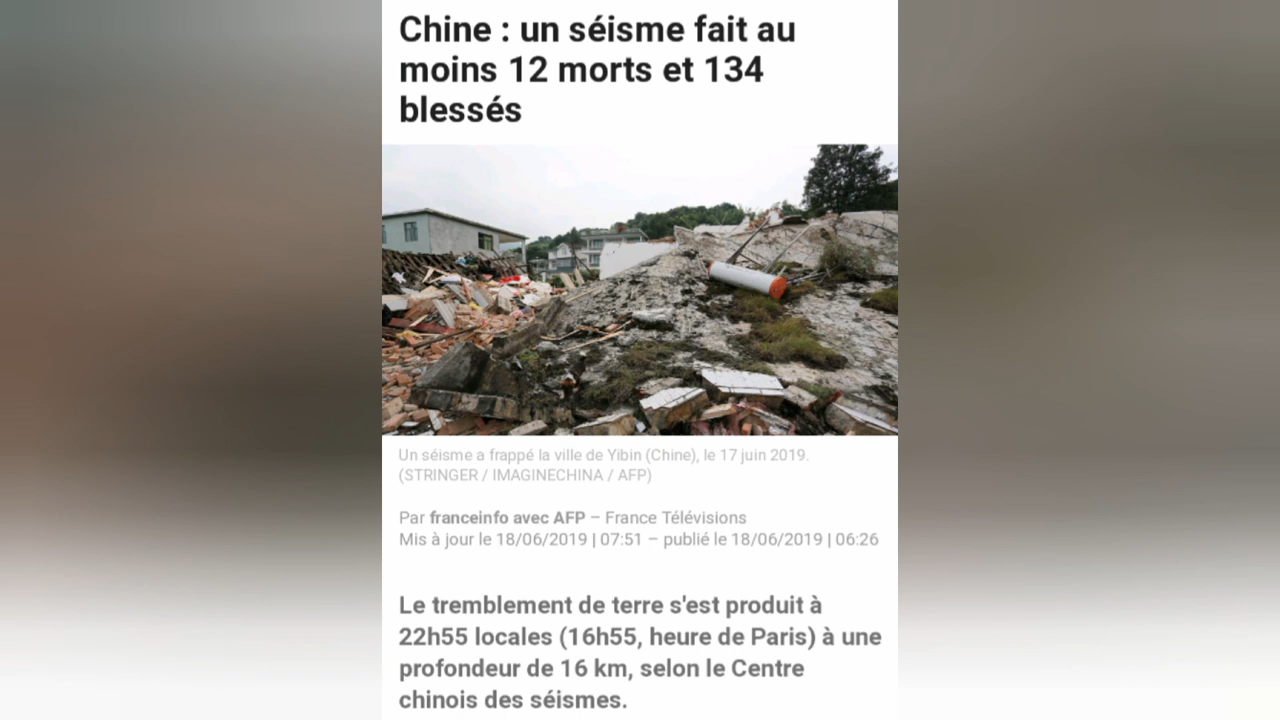 Chine : un séisme fait au
moins 12 morts et 134
blessés
Un séisme a frappé la ville de Yibin (Chine), le 17 juin 2019.
(STRINGER / IMAGINECHINA / AFP)
Par franceinfo avec AFP – France Télévisions
Mis à jour le 18/06/2019 | 07:51 – publié le 18/06/2019 | 06:26
Le tremblement de terre s'est produit à
22h55 locales (16h55, heure de Paris) à une
profondeur de 16 km, selon le Centre
chinois des séismes.